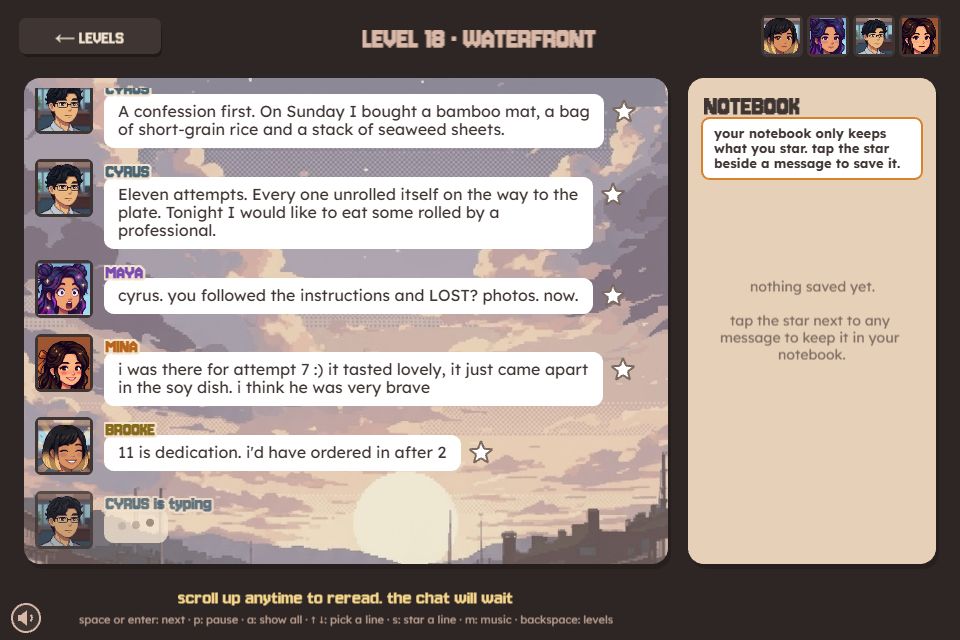 ← LEVELS
LEVEL 18 · WATERFRONT
CYRUS
A confession first. On Sunday I bought a bamboo mat, a bag
of short-grain rice and a stack of seaweed sheets.
CYRUS
Eleven attempts. Every one unrolled itself on the way to the
plate. Tonight I would like to eat some rolled by a
professional.
MAYA
cyrus. you followed the instructions and LOST? photos. now.
MINA
i was there for attempt 7 :) it tasted lovely, it just came apart
in the soy dish. i think he was very brave
BROOKE
11 is dedication. i'd have ordered in after 2
CYRUS is typing
NOTEBOOK
your notebook only keeps
what you star. tap the star
beside a message to save it.
nothing saved yet.
tap the star next to any
message to keep it in your
notebook.
scroll up anytime to reread. the chat will wait
space or enter: next · p: pause · a: show all · ↑ ↓: pick a line · s: star a line · m: music · backspace: levels